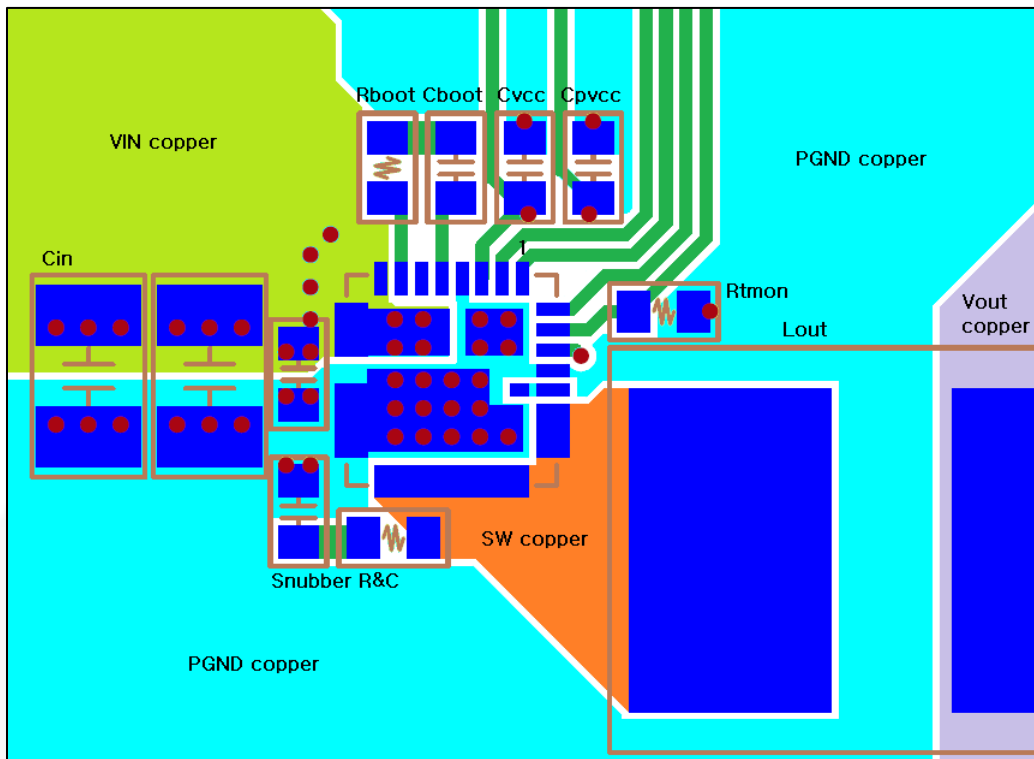 Rboot Cboot Cvcc Cpvcc
VIN copper
PGND copper
1
Cin
Rtmon
Vout
copper
Lout
SW copper
Snubber R&C
PGND copper